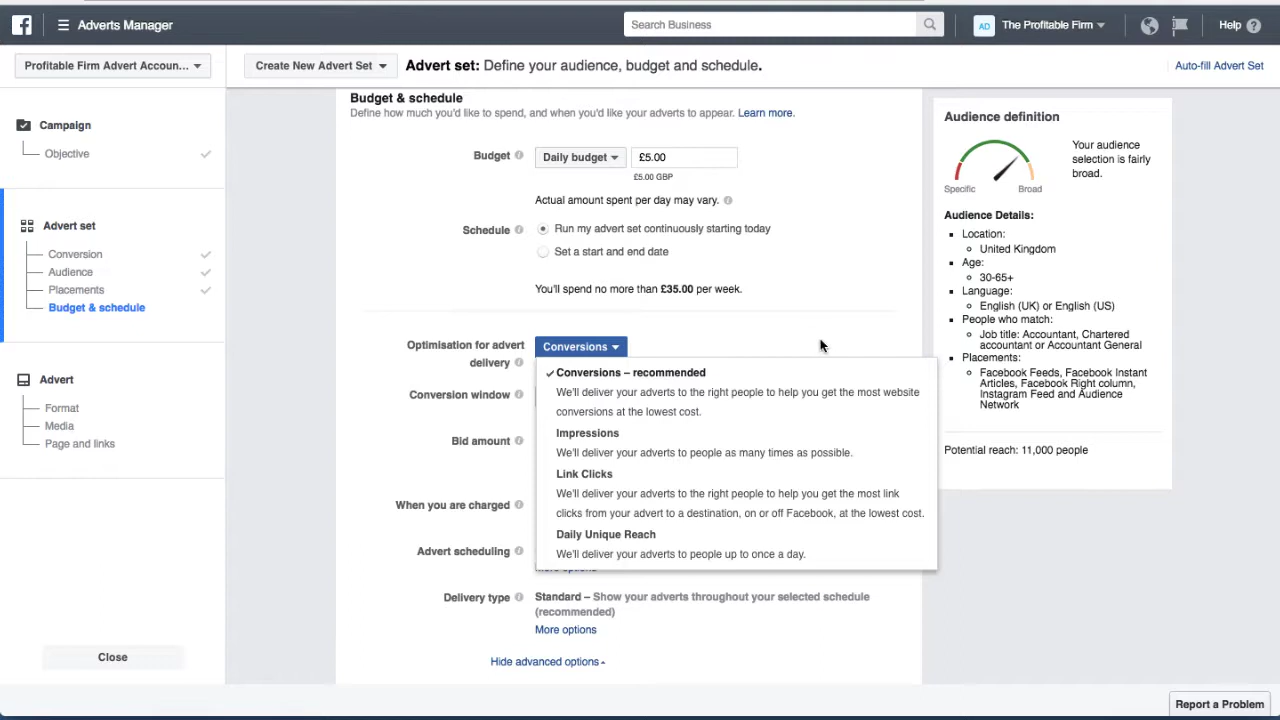 f
Adverts Manager
Search Business
AD
The Profitable Firm
Help
Profitable Firm Advert Accoun...
Create New Advert Set
Advert set: Define your audience, budget and schedule.
Auto-fill Advert Set
Campaign
Objective
Advert set
Conversion
Audience
Placements
Budget & schedule
Advert
Format
Media
Page and links
Close
Budget & schedule
Define how much you'd like to spend, and when you'd like your adverts to appear. Learn more.
Budget
Daily budget
£5.00
£5.00 GBP
Actual amount spent per day may vary.
Schedule
Run my advert set continuously starting today
Set a start and end date
You'll spend no more than £35.00 per week.
Optimisation for advert
delivery
Conversions
Conversions – recommended
We'll deliver your adverts to the right people to help you get the most website
conversions at the lowest cost.
Impressions
We'll deliver your adverts to people as many times as possible.
Link Clicks
We'll deliver your adverts to the right people to help you get the most link
clicks from your advert to a destination, on or off Facebook, at the lowest cost.
Daily Unique Reach
We'll deliver your adverts to people up to once a day.
Conversion window
Bid amount
When you are charged
Advert scheduling
More options
Delivery type
Standard – Show your adverts throughout your selected schedule
(recommended)
More options
Hide advanced options
Audience definition
Specific
Broad
Your audience
selection is fairly
broad.
Audience Details:
Location:
United Kingdom
Age:
30-65+
Language:
English (UK) or English (US)
People who match:
Job title: Accountant, Chartered
accountant or Accountant General
Placements:
Facebook Feeds, Facebook Instant
Articles, Facebook Right column,
Instagram Feed and Audience
Network
Potential reach: 11,000 people
Report a Problem